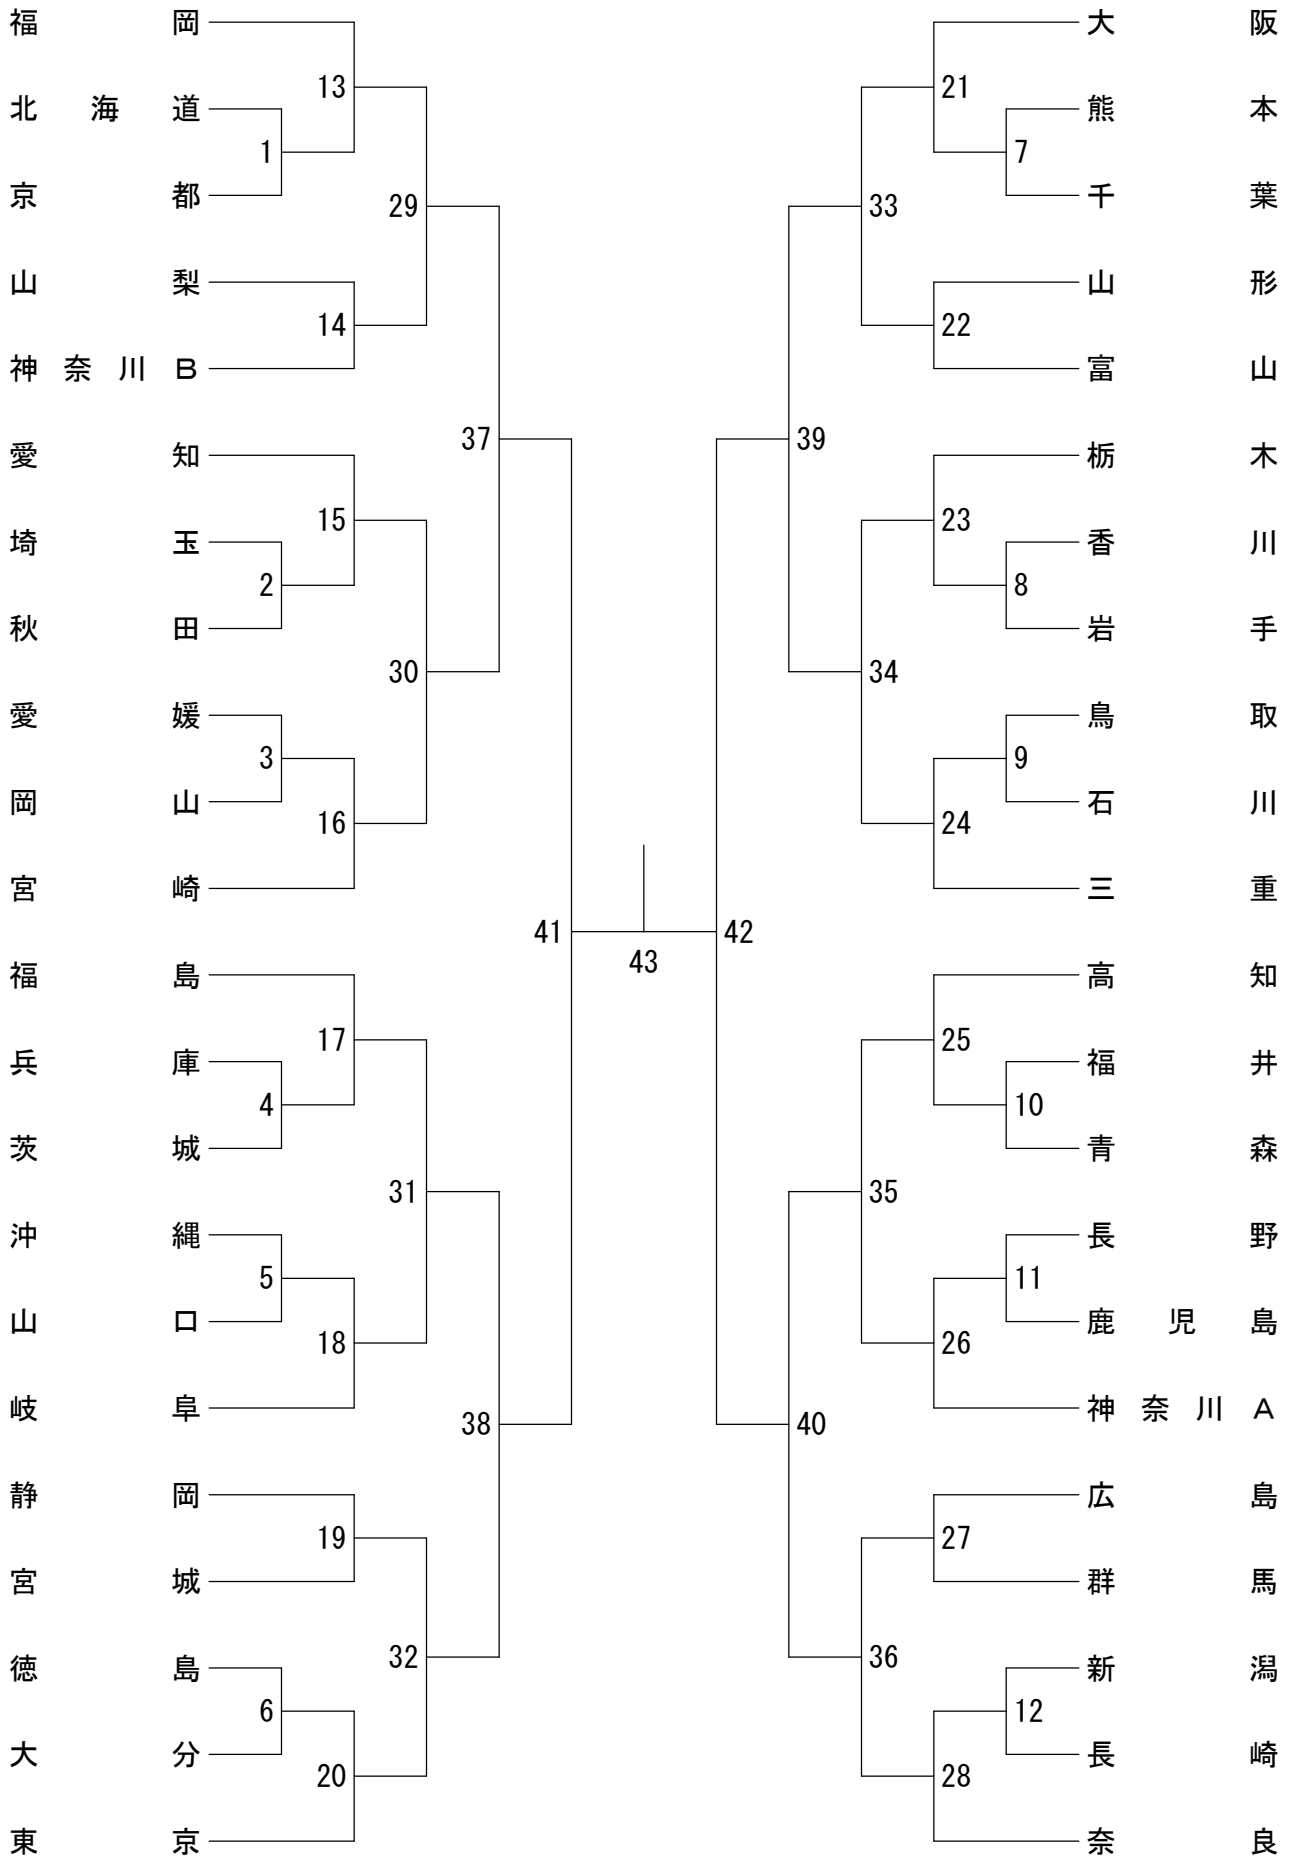 福岡
13
北海道
1
京都
29
山梨
14
神奈川B
37
愛知
15
埼玉
2
秋田
30
愛媛
3
岡山
16
宮崎
41
福島
17
兵庫
4
茨城
31
沖縄
5
山口
18
岐阜
38
静岡
19
宮城
32
徳島
6
大分
20
東京
43
大阪
21
熊本
7
千葉
33
山形
22
富山
39
栃木
23
香川
8
岩手
34
鳥取
9
石川
24
三重
42
高知
25
福井
10
青森
35
長野
11
鹿児島
26
神奈川A
40
広島
27
群馬
36
新潟
12
長崎
28
奈良